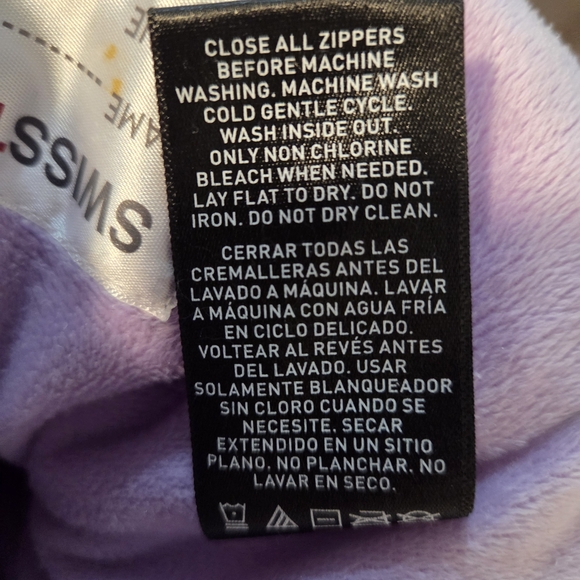 CLOSE ALL ZIPPERS
BEFORE MACHINE
WASHING. MACHINE WASH
COLD GENTLE CYCLE.
WASH INSIDE OUT.
ONLY NON CHLORINE
BLEACH WHEN NEEDED.
LAY FLAT TO DRY. DO NOT
IRON. DO NOT DRY CLEAN.
CERRAR TODAS LAS
CREMALLERAS ANTES DEL
LAVADO A MÁQUINA. LAVAR
A MÁQUINA CON AGUA FRÍA
EN CICLO DELICADO.
VOLTEAR AL REVÉS ANTES
DEL LAVADO. USAR
SOLAMENTE BLANQUEADOR
SIN CLORO CUANDO SE
NECESITE. SECAR
EXTENDIDO EN UN SITIO
PLANO. NO PLANCHAR. NO
LAVAR EN SECO.
SWISS